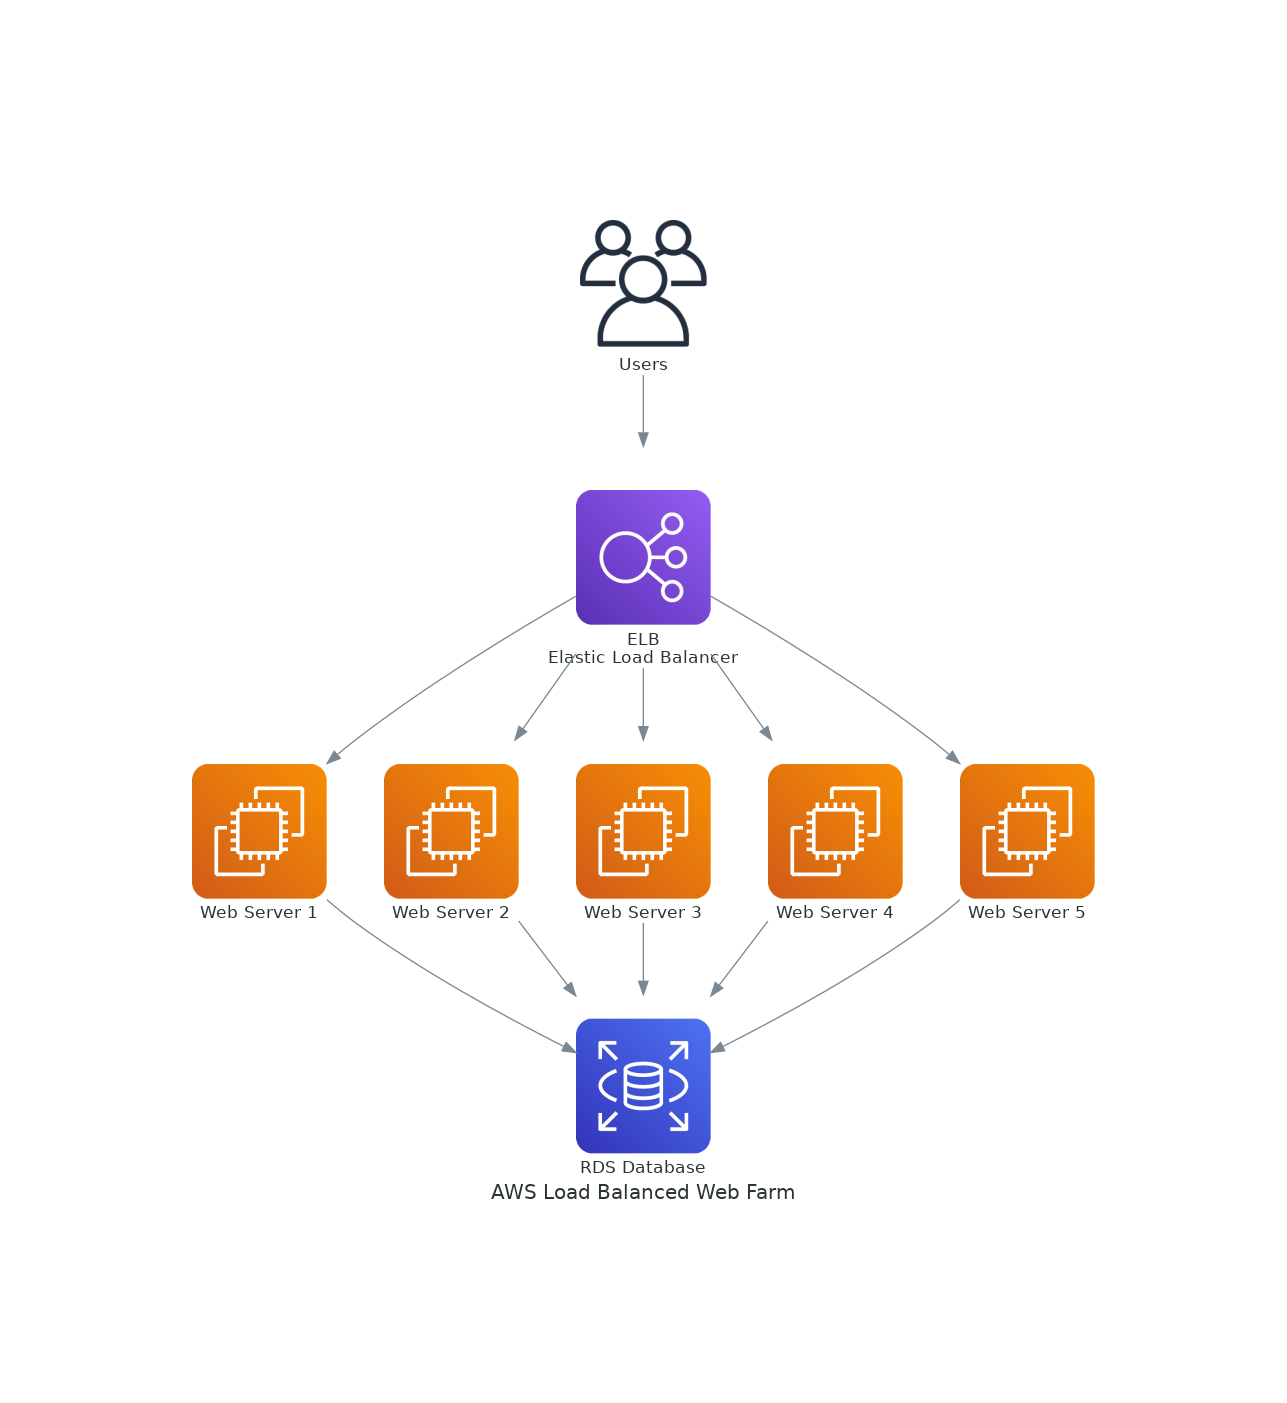 Users
ELB
Elastic Load Balancer
Web Server 1
Web Server 2
Web Server 3
Web Server 4
Web Server 5
RDS Database
AWS Load Balanced Web Farm